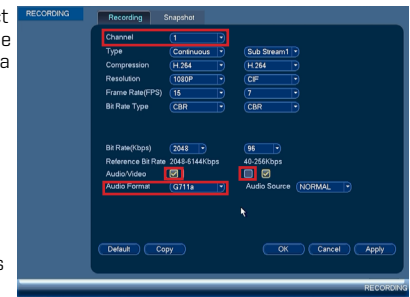 ct
e
a
s
RECORDING
Recording Snapshot
Channel 1
Type Continuous Sub Stream1
Compression H.264 H.264
Resolution 1080P CIF
Frame Rate(FPS) 15 7
Bit Rate Type CBR CBR
Bit Rate(Kbps) 2048 96
Reference Bit Rate 2048-6144Kbps 40-256Kbps
Audio/Video
Audio Format G711a Audio Source NORMAL
Default Copy OK Cancel Apply
RECORDING